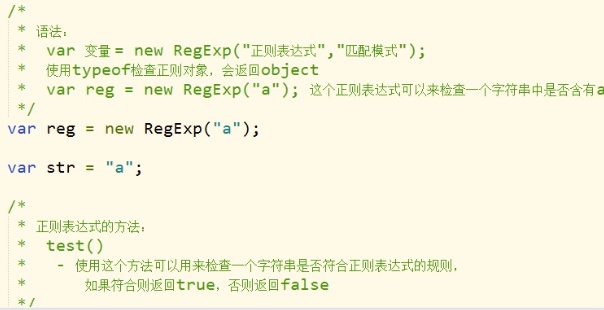 /*
* 语法:
* var 变量 = new RegExp("正则表达式","匹配模式");
* 使用typeof检查正则对象，会返回object
* var reg = new RegExp("a"); 这个正则表达式可以来检查一个字符串中是否含有a
*/
var reg = new RegExp("a");
var str = "a";
/*
* 正则表达式的方法:
* test()
* - 使用这个方法可以用来检查一个字符串是否符合正则表达式的规则，
如果符合则返回true，否则返回false
*/